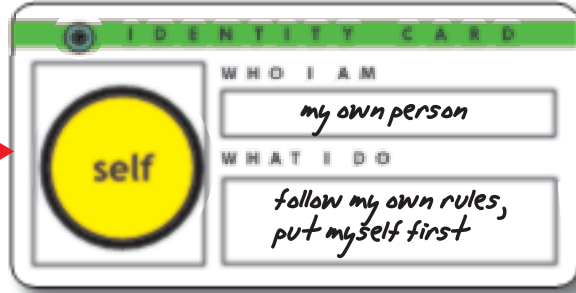 IDENTITY CARD
WHO I AM
my own person
self
WHAT I DO
follow my own rules,
put myself first